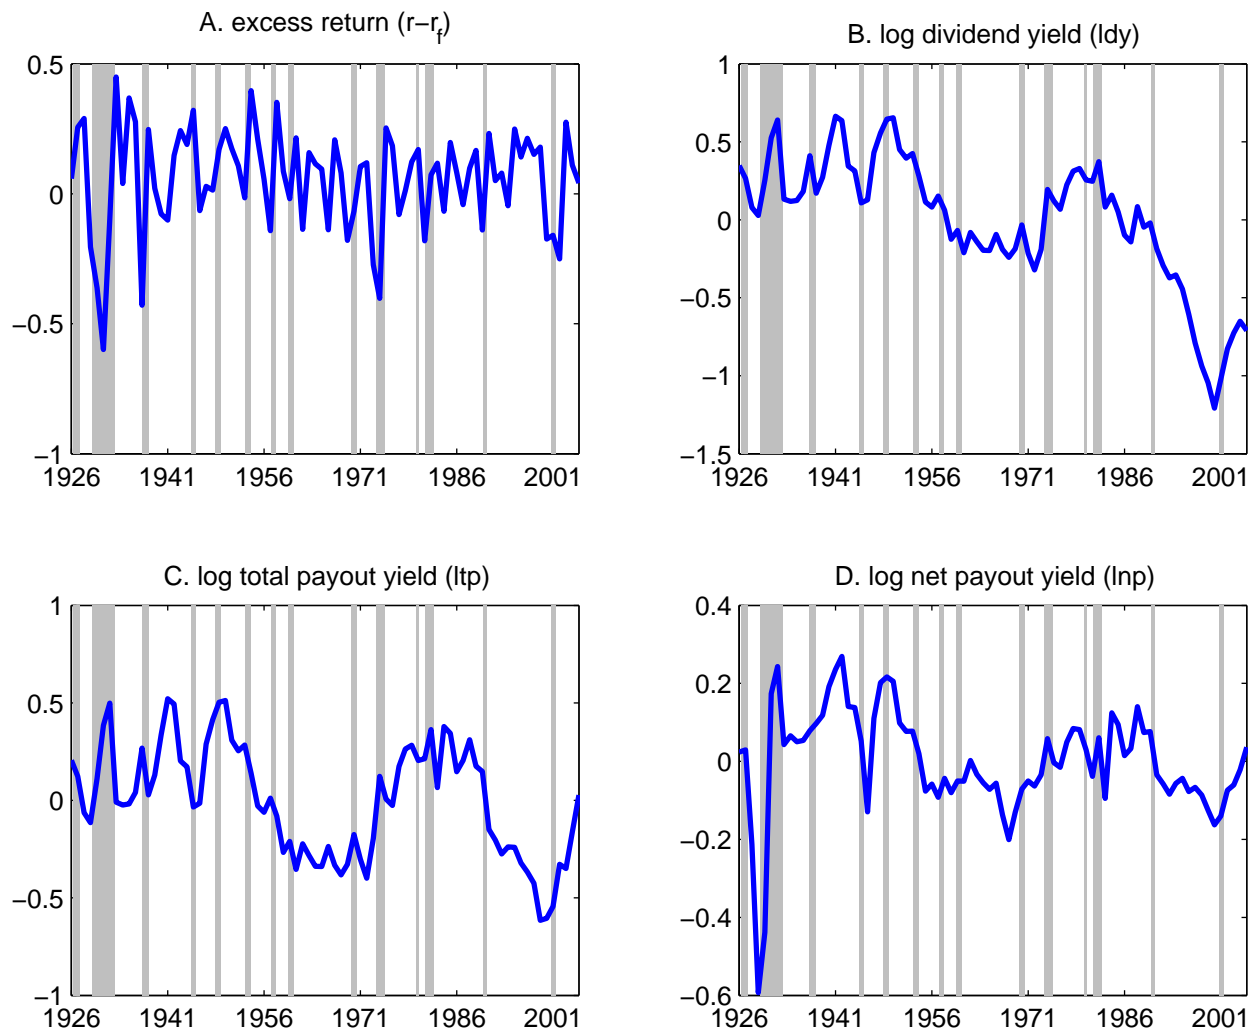 A. excess return (r−rf)
0.5
0
−0.5
−1
1926 1941 1956 1971 1986 2001
B. log dividend yield (ldy)
1
0.5
0
−0.5
−1
−1.5
1926 1941 1956 1971 1986 2001
C. log total payout yield (ltp)
1
0.5
0
−0.5
−1
1926 1941 1956 1971 1986 2001
D. log net payout yield (lnp)
0.4
0.2
0
−0.2
−0.4
−0.6
1926 1941 1956 1971 1986 2001